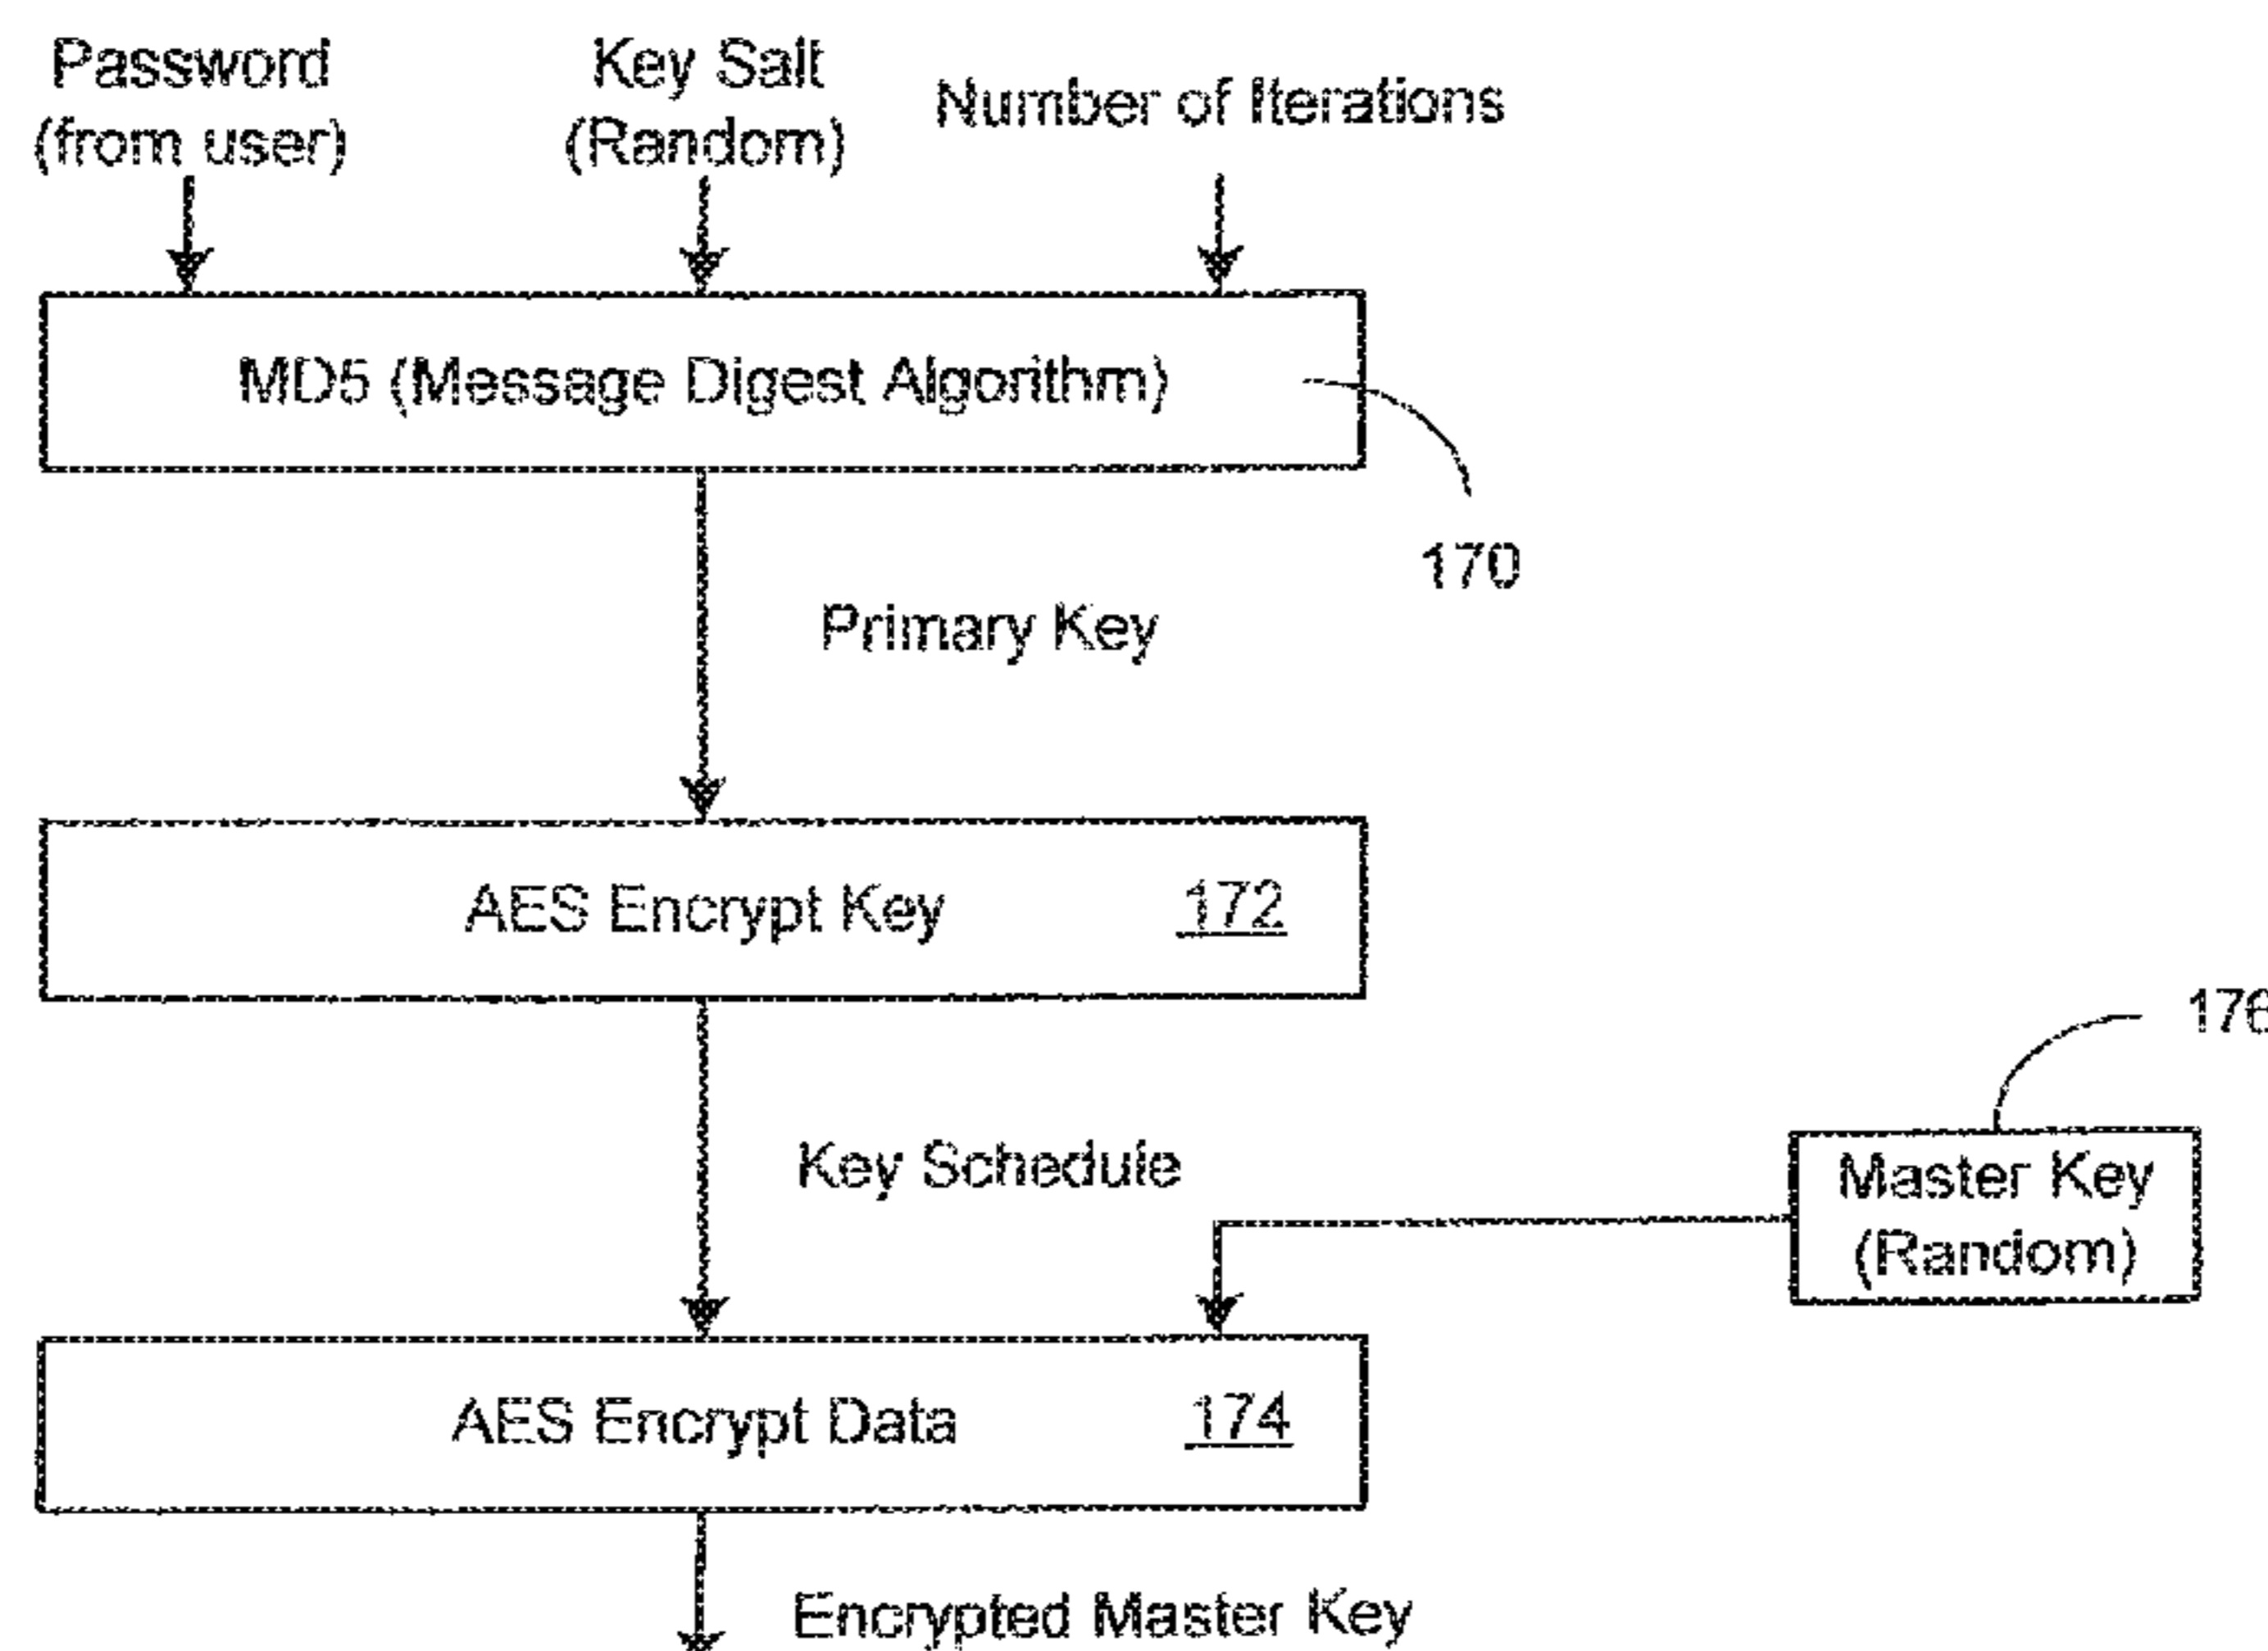 Password
(from user)
Key Salt
(Random)
Number of Iterations
MD5 (Message Digest Algorithm)
170
Primary Key
AES Encrypt Key 172
176
Key Schedule
Master Key
(Random)
AES Encrypt Data 174
Encrypted Master Key